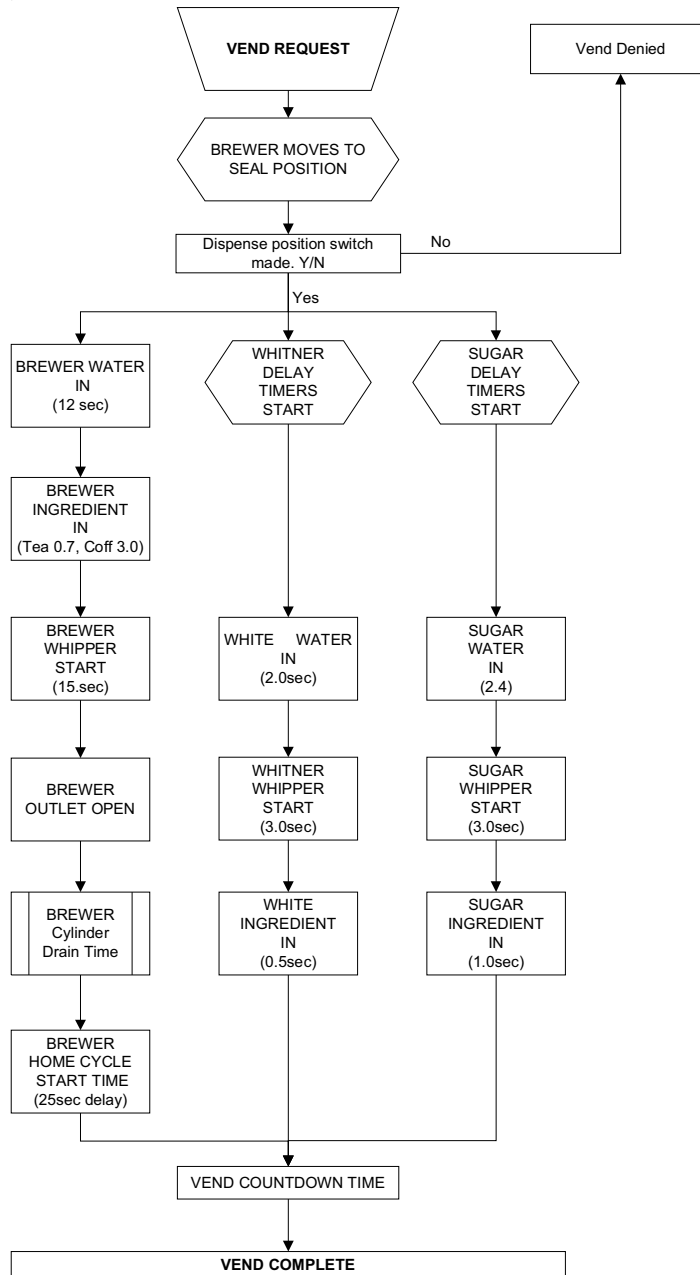 VEND REQUEST
Vend Denied
BREWER MOVES TO
SEAL POSITION
Dispense position switch
made. Y/N
No
Yes
BREWER WATER
IN
(12 sec)
WHITNER
DELAY
TIMERS
START
SUGAR
DELAY
TIMERS
START
BREWER
INGREDIENT
IN
(Tea 0.7, Coff 3.0)
BREWER
WHIPPER
START
(15.sec)
WHITE WATER
IN
(2.0sec)
SUGAR
WATER
IN
(2.4)
BREWER
OUTLET OPEN
WHITNER
WHIPPER
START
(3.0sec)
SUGAR
WHIPPER
START
(3.0sec)
BREWER
Cylinder
Drain Time
WHITE
INGREDIENT
IN
(0.5sec)
SUGAR
INGREDIENT
IN
(1.0sec)
BREWER
HOME CYCLE
START TIME
(25sec delay)
VEND COUNTDOWN TIME
VEND COMPLETE